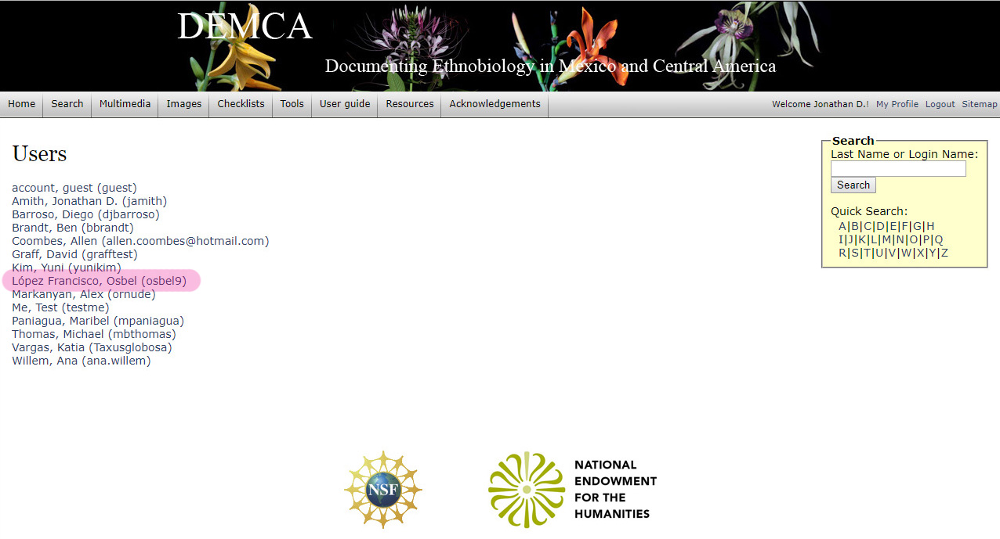 DEMCA
Documenting Ethnobiology in Mexico and Central America
Home Search Multimedia Images Checklists Tools User guide Resources Acknowledgements Welcome Jonathan D.! My Profile Logout Sitemap
Users
account, guest (guest)
Amith, Jonathan D. (jamith)
Barroso, Diego (djbarroso)
Brandt, Ben (bbrandt)
Coombes, Allen (allen.coombes@hotmail.com)
Graff, David (grafftest)
Kim, Yuni (yunikim)
López Francisco, Osbel (osbel9)
Markanyan, Alex (ornude)
Me, Test (testme)
Paniagua, Maribel (mpaniagua)
Thomas, Michael (mbthomas)
Vargas, Katia (Taxusglobosa)
Willem, Ana (ana.willem)
Search
Last Name or Login Name:
Search
Quick Search:
A|B|C|D|E|F|G|H
I|J|K|L|M|N|O|P|Q
R|S|T|U|V|W|X|Y|Z
NSF
NATIONAL
ENDOWMENT
FOR THE
HUMANITIES